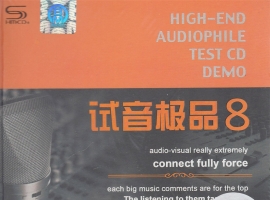 HIGH-END
AUDIOPHILE
TEST CD
DEMO
试音极品8
audio-visual really extremely
connect fully force
each big music comments are for the top
The listening to them